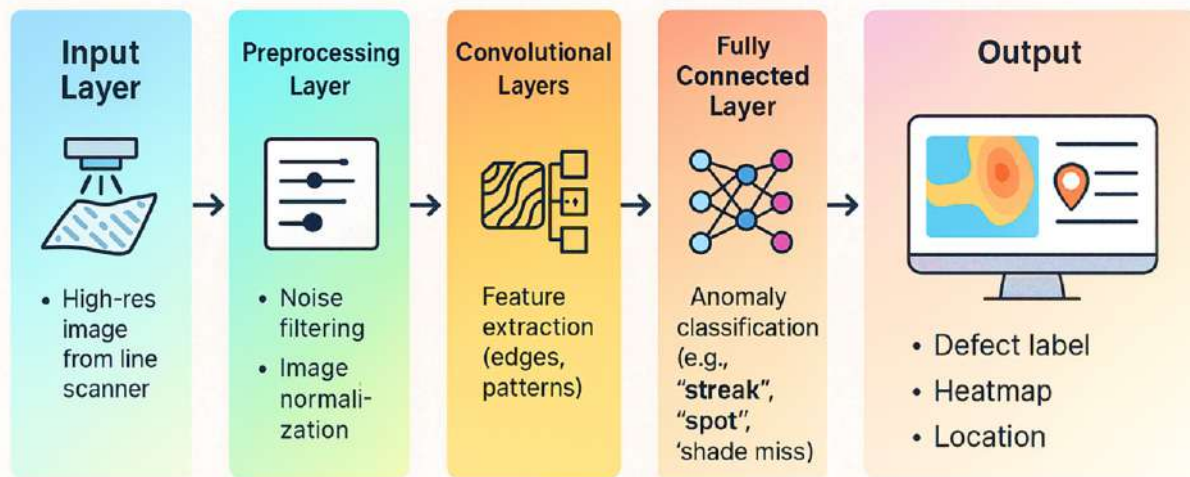 Input
Layer
• High-res
image
from line
scanner
Preprocessing
Layer
• Noise
filtering
• Image
normali-
zation
Convolutional
Layers
Feature
extraction
(edges,
patterns)
Fully
Connected
Layer
Anomaly
classification
(e.g.,
“streak”,
“spot”,
‘shade miss)
Output
• Defect label
• Heatmap
• Location